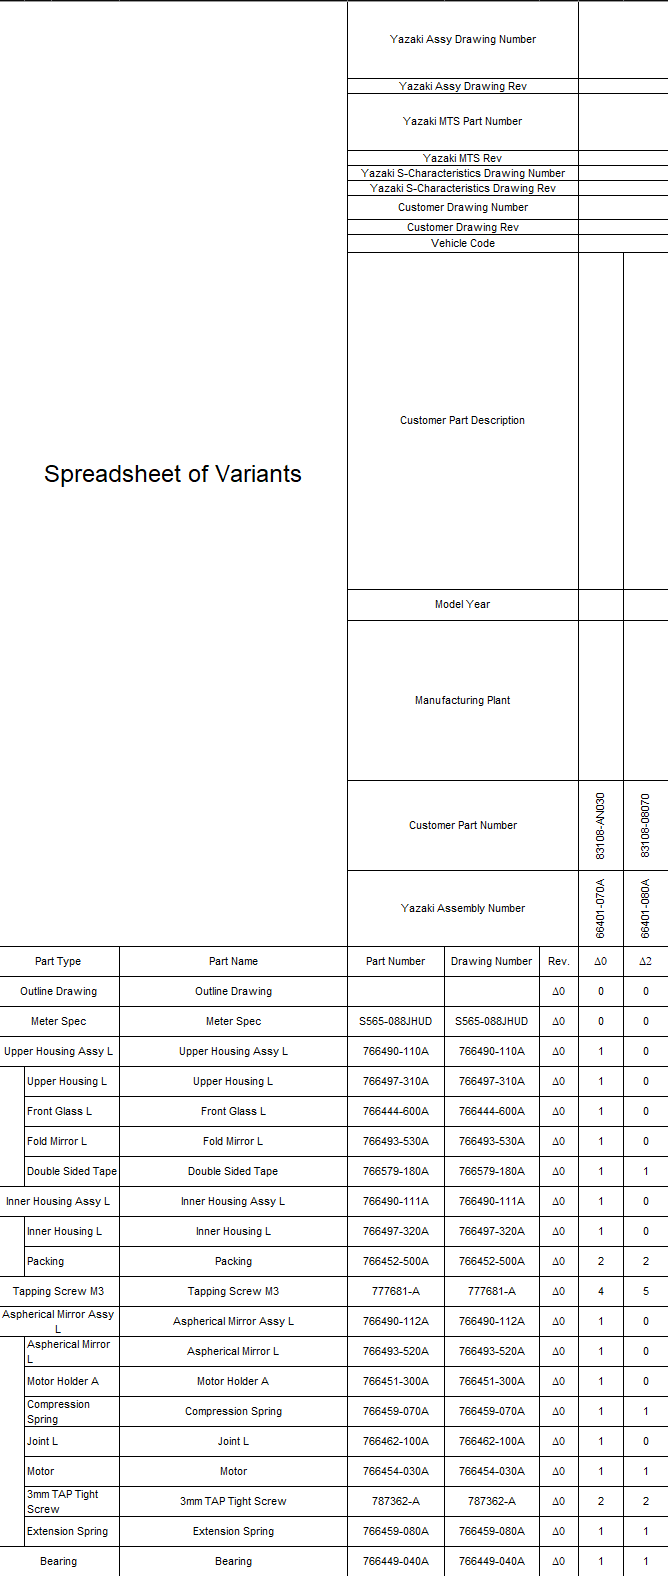 Yazaki Assy Drawing Number
Yazaki Assy Drawing Rev
Yazaki MTS Part Number
Yazaki MTS Rev
Yazaki S-Characteristics Drawing Number
Yazaki S-Characteristics Drawing Rev
Customer Drawing Number
Customer Drawing Rev
Vehicle Code
Customer Part Description
Spreadsheet of Variants
Model Year
Manufacturing Plant
Customer Part Number 83108-AN030 83108-08070
Yazaki Assembly Number 66401-070A 66401-080A
Part Type Part Name Part Number Drawing Number Rev. Δ0 Δ2
Outline Drawing Outline Drawing Δ0 0 0
Meter Spec Meter Spec S565-088JHUD S565-088JHUD Δ0 0 0
Upper Housing Assy L Upper Housing Assy L 766490-110A 766490-110A Δ0 1 0
Upper Housing L Upper Housing L 766497-310A 766497-310A Δ0 1 0
Front Glass L Front Glass L 766444-600A 766444-600A Δ0 1 0
Fold Mirror L Fold Mirror L 766493-530A 766493-530A Δ0 1 0
Double Sided Tape Double Sided Tape 766579-180A 766579-180A Δ0 1 1
Inner Housing Assy L Inner Housing Assy L 766490-111A 766490-111A Δ0 1 0
Inner Housing L Inner Housing L 766497-320A 766497-320A Δ0 1 0
Packing Packing 766452-500A 766452-500A Δ0 2 2
Tapping Screw M3 Tapping Screw M3 777681-A 777681-A Δ0 4 5
Aspherical Mirror Assy
L Aspherical Mirror Assy L 766490-112A 766490-112A Δ0 1 0
Aspherical Mirror
L Aspherical Mirror L 766493-520A 766493-520A Δ0 1 0
Motor Holder A Motor Holder A 766451-300A 766451-300A Δ0 1 0
Compression
Spring Compression Spring 766459-070A 766459-070A Δ0 1 1
Joint L Joint L 766462-100A 766462-100A Δ0 1 0
Motor Motor 766454-030A 766454-030A Δ0 1 1
3mm TAP Tight
Screw 3mm TAP Tight Screw 787362-A 787362-A Δ0 2 2
Extension Spring Extension Spring 766459-080A 766459-080A Δ0 1 1
Bearing Bearing 766449-040A 766449-040A Δ0 1 1